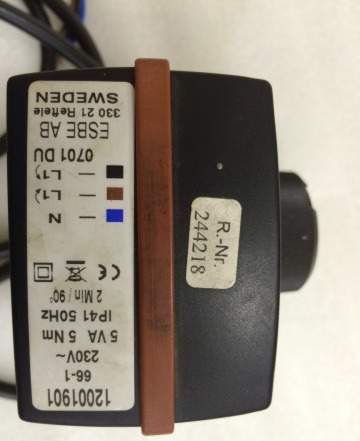 12001901
66-1
230V~
5 VA 5 Nm
IP41 50Hz
2 Min / 90°
CE
N
L1
L1
0701 DU
ESBE AB
330 21 Reftele
SWEDEN
R.-Nr.
244218